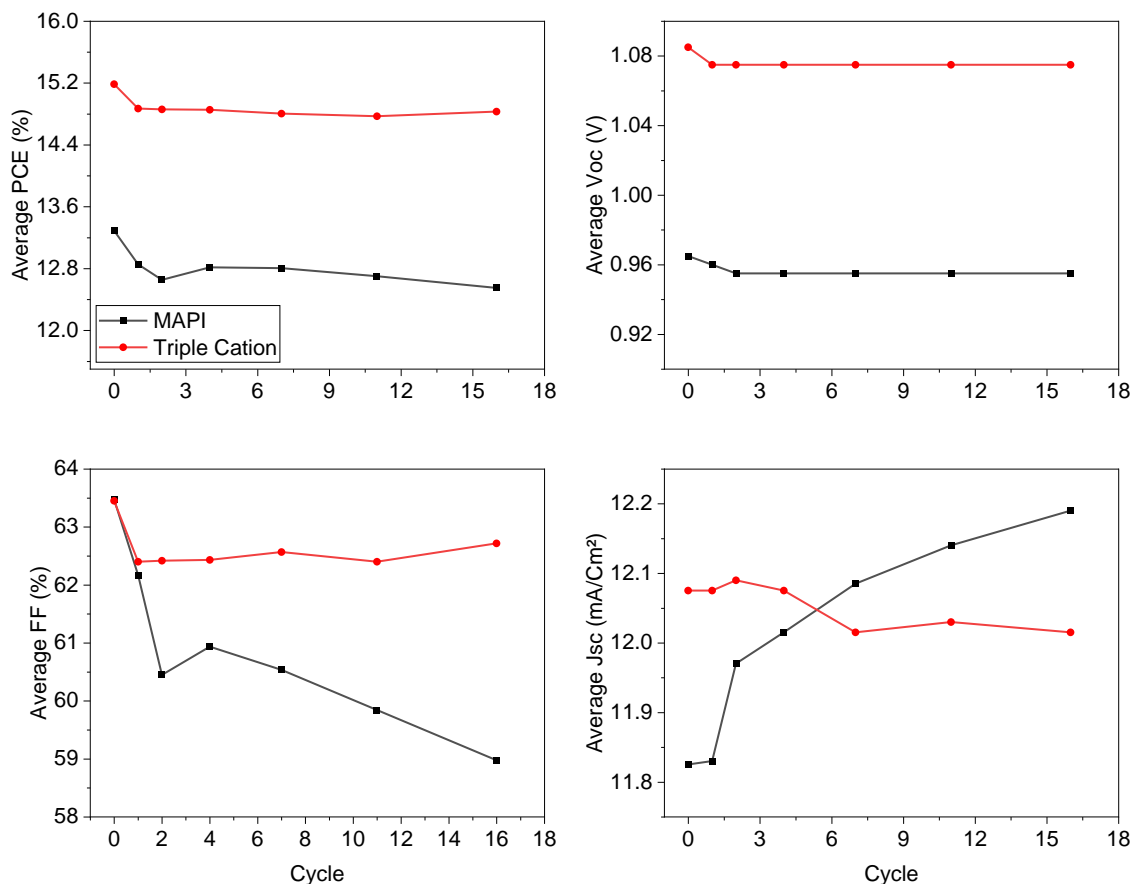 Average PCE (%)
16.0
15.2
14.4
13.6
12.8
12.0
MAPI
Triple Cation
0 3 6 9 12 15 18
Average Voc (V)
1.08
1.04
1.00
0.96
0.92
0 3 6 9 12 15 18
Average FF (%)
64
63
62
61
60
59
58
0 2 4 6 8 10 12 14 16 18
Cycle
Average Jsc (mA/Cm²)
12.2
12.1
12.0
11.9
11.8
0 3 6 9 12 15 18
Cycle